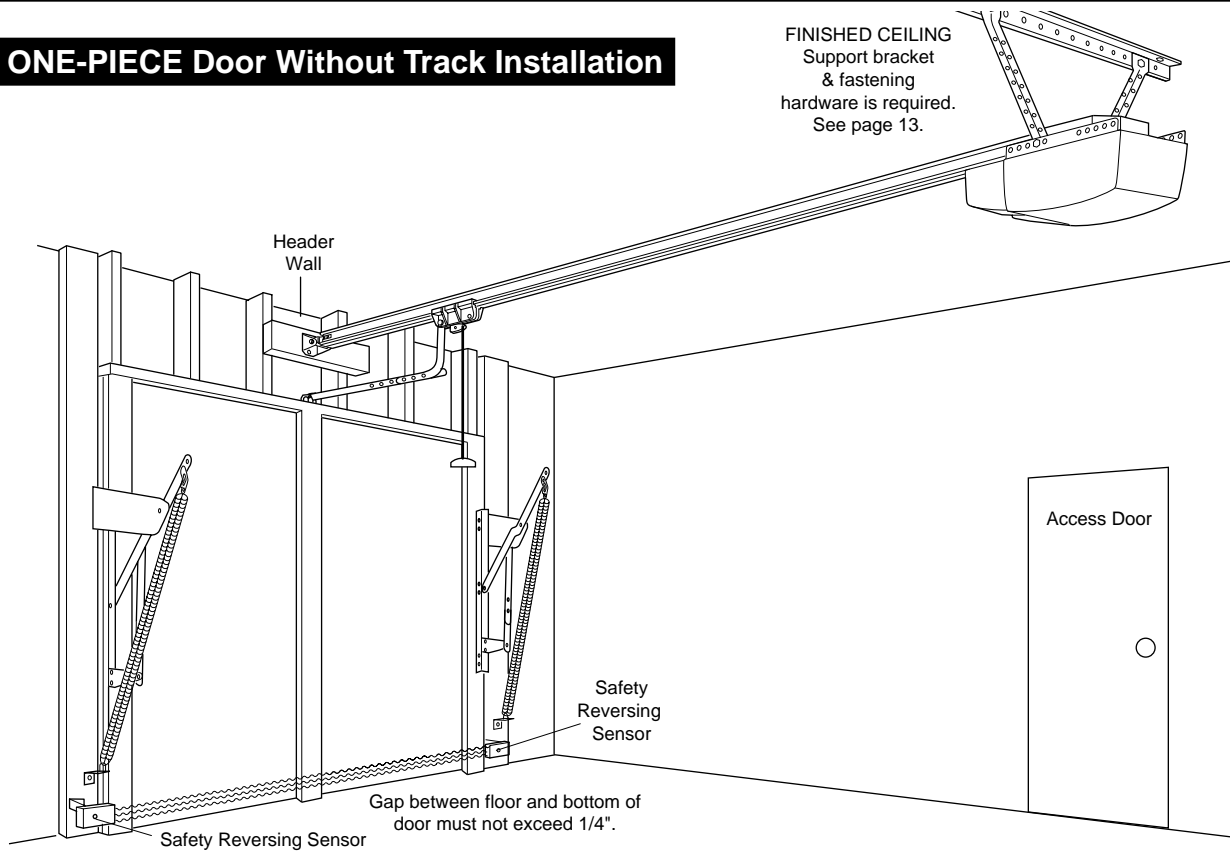 ONE-PIECE Door Without Track Installation
FINISHED CEILING
Support bracket
& fastening
hardware is required.
See page 13.
Header
Wall
Access Door
Safety
Reversing
Sensor
Gap between floor and bottom of
door must not exceed 1/4".
Safety Reversing Sensor